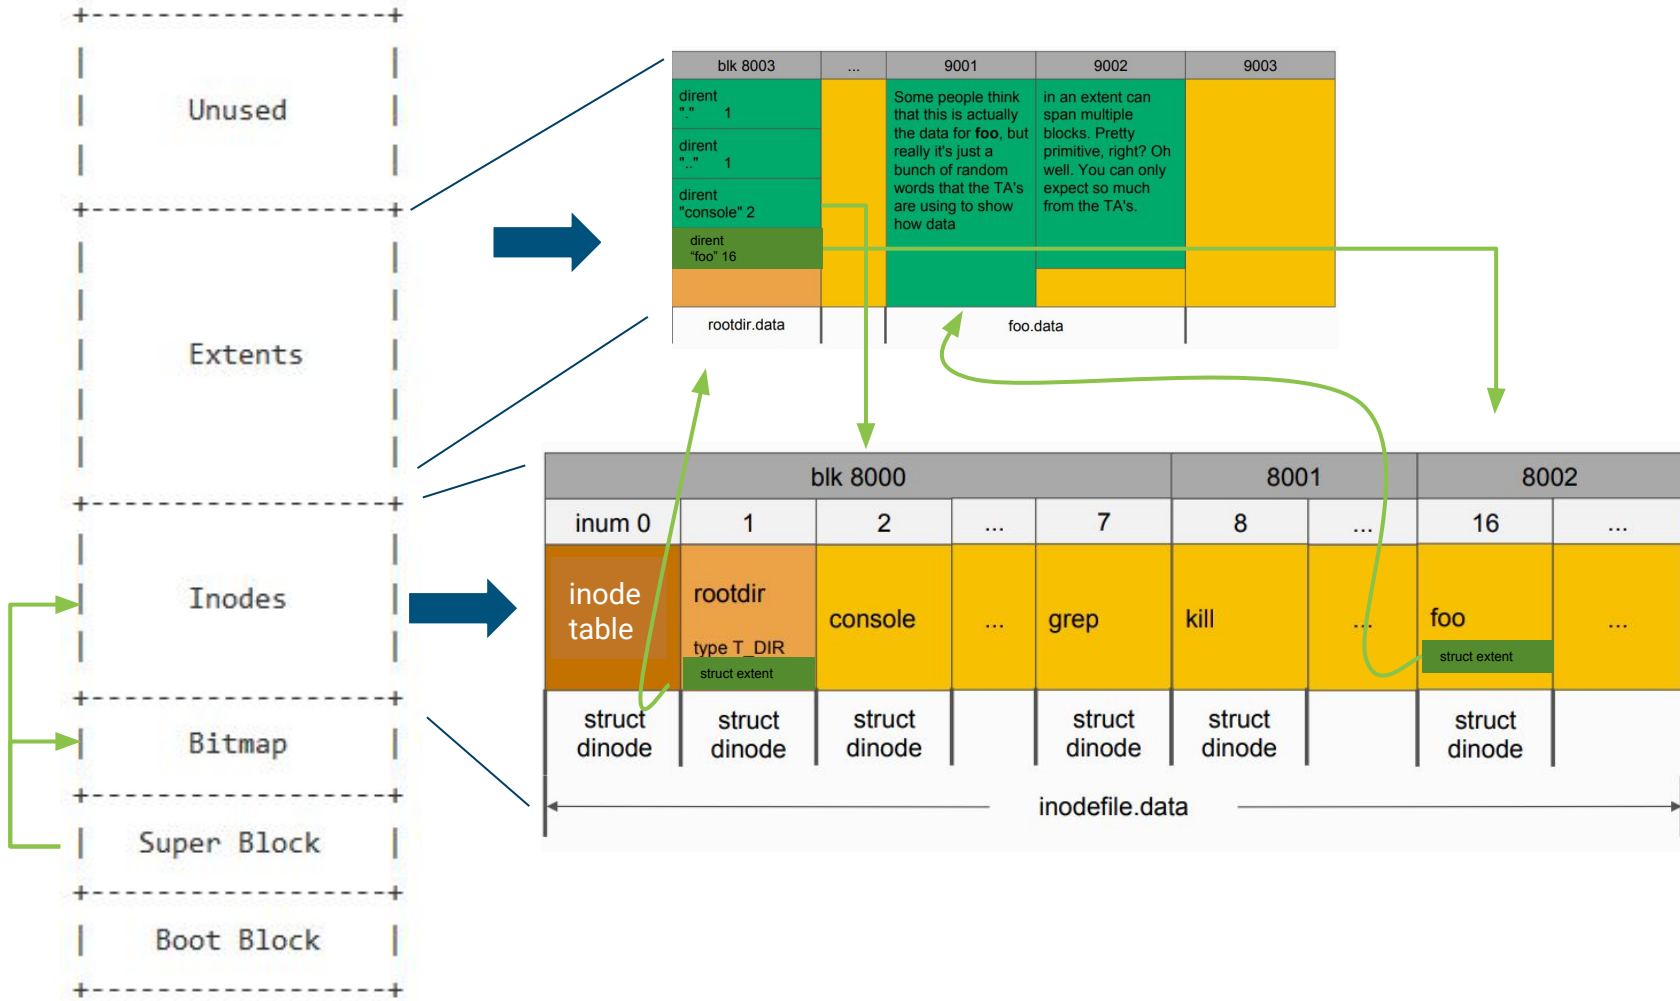 Unused
Extents
Inodes
Bitmap
Super Block
Boot Block
blk 8003
...
9001
9002
9003
dirent
"." 1
dirent
".." 1
dirent
"console" 2
dirent
“foo” 16
Some people think
that this is actually
the data for foo, but
really it's just a
bunch of random
words that the TA's
are using to show
how data
in an extent can
span multiple
blocks. Pretty
primitive, right? Oh
well. You can only
expect so much
from the TA's.
rootdir.data
foo.data
blk 8000
8001
8002
inum 0
1
2
...
7
8
...
16
...
inode
table
rootdir
type T_DIR
struct extent
console
...
grep
kill
...
foo
struct extent
...
struct
dinode
struct
dinode
struct
dinode
struct
dinode
struct
dinode
struct
dinode
inodefile.data